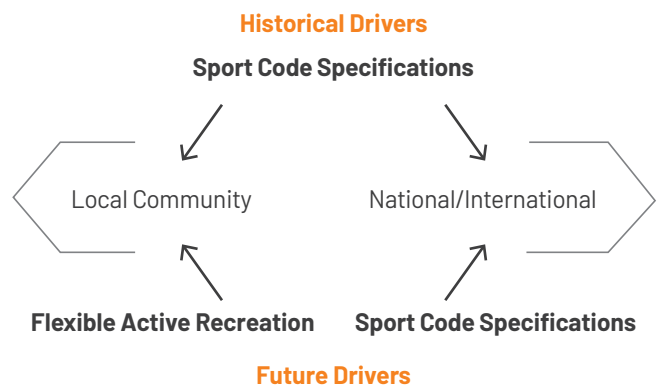 Historical Drivers
Sport Code Specifications
Local Community
National/International
Flexible Active Recreation
Sport Code Specifications
Future Drivers